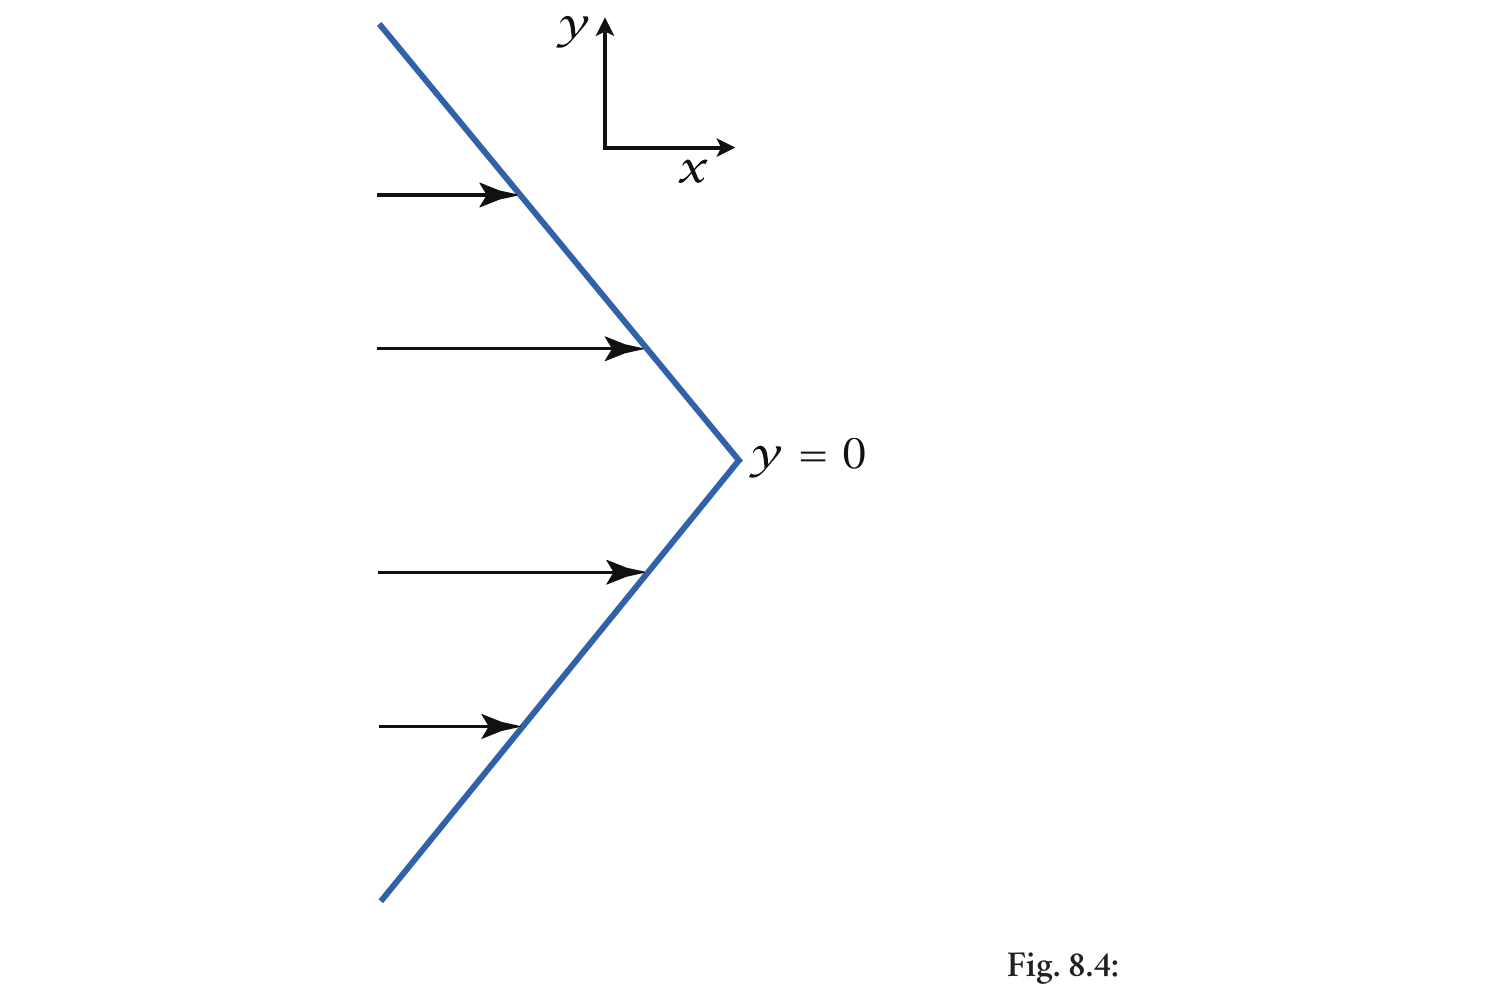 y
x
y = 0
Fig. 8.4: